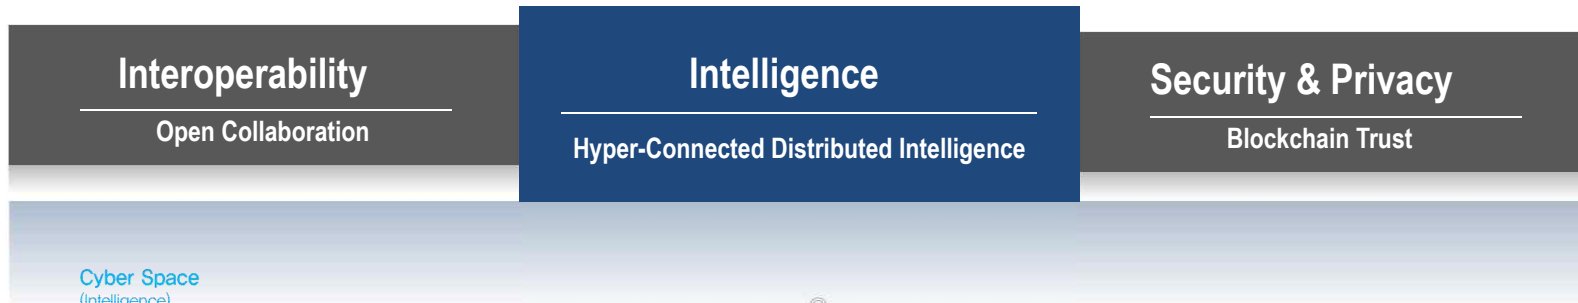 Interoperability
Open Collaboration
Intelligence
Hyper-Connected Distributed Intelligence
Security & Privacy
Blockchain Trust
Cyber Space
(Intelligence)